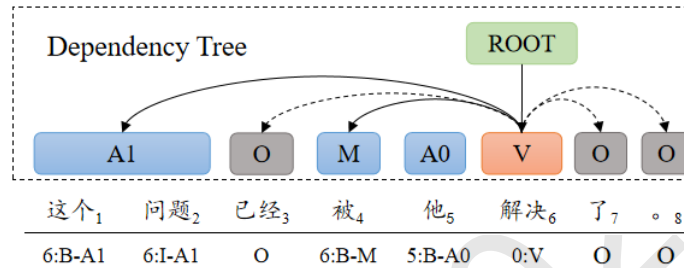 Dependency Tree
ROOT
A1 O M A0 V O O
这个1 问题2 已经3 被4 他5 解决6 了7 。8
6:B-A1 6:I-A1 O 6:B-M 5:B-A0 0:V O O